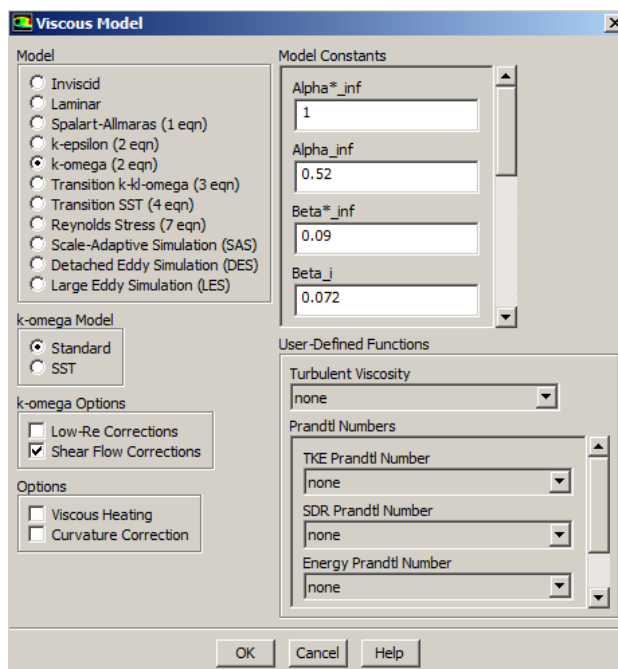 Viscous Model
Model
Inviscid
Laminar
Spalart-Allmaras (1 eqn)
k-epsilon (2 eqn)
k-omega (2 eqn)
Transition k-kl-omega (3 eqn)
Transition SST (4 eqn)
Reynolds Stress (7 eqn)
Scale-Adaptive Simulation (SAS)
Detached Eddy Simulation (DES)
Large Eddy Simulation (LES)
k-omega Model
Standard
SST
k-omega Options
Low-Re Corrections
Shear Flow Corrections
Options
Viscous Heating
Curvature Correction
Model Constants
Alpha*_inf
1
Alpha_inf
0.52
Beta*_inf
0.09
Beta_i
0.072
User-Defined Functions
Turbulent Viscosity
none
Prandtl Numbers
TKE Prandtl Number
none
SDR Prandtl Number
none
Energy Prandtl Number
none
OK
Cancel
Help